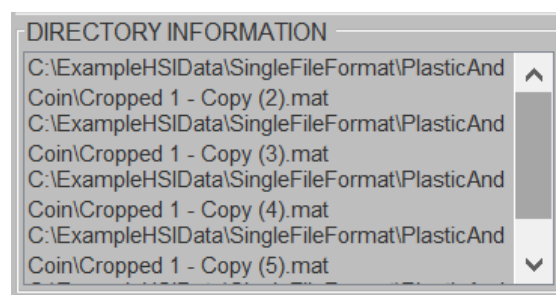 DIRECTORY INFORMATION
C:\ExampleHSIData\SingleFileFormat\PlasticAnd
Coin\Cropped 1 - Copy (2).mat
C:\ExampleHSIData\SingleFileFormat\PlasticAnd
Coin\Cropped 1 - Copy (3).mat
C:\ExampleHSIData\SingleFileFormat\PlasticAnd
Coin\Cropped 1 - Copy (4).mat
C:\ExampleHSIData\SingleFileFormat\PlasticAnd
Coin\Cropped 1 - Copy (5).mat